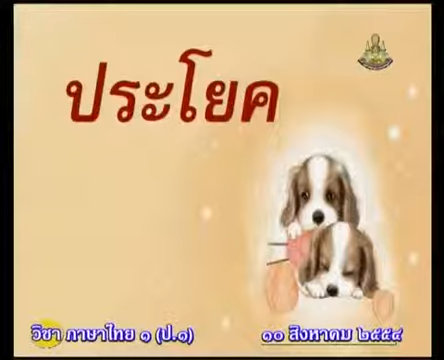 ประโยค
วิชา ภาษาไทย ๑ (ป.๑)
๑๐ สิงหาคม ๒๕๕๔